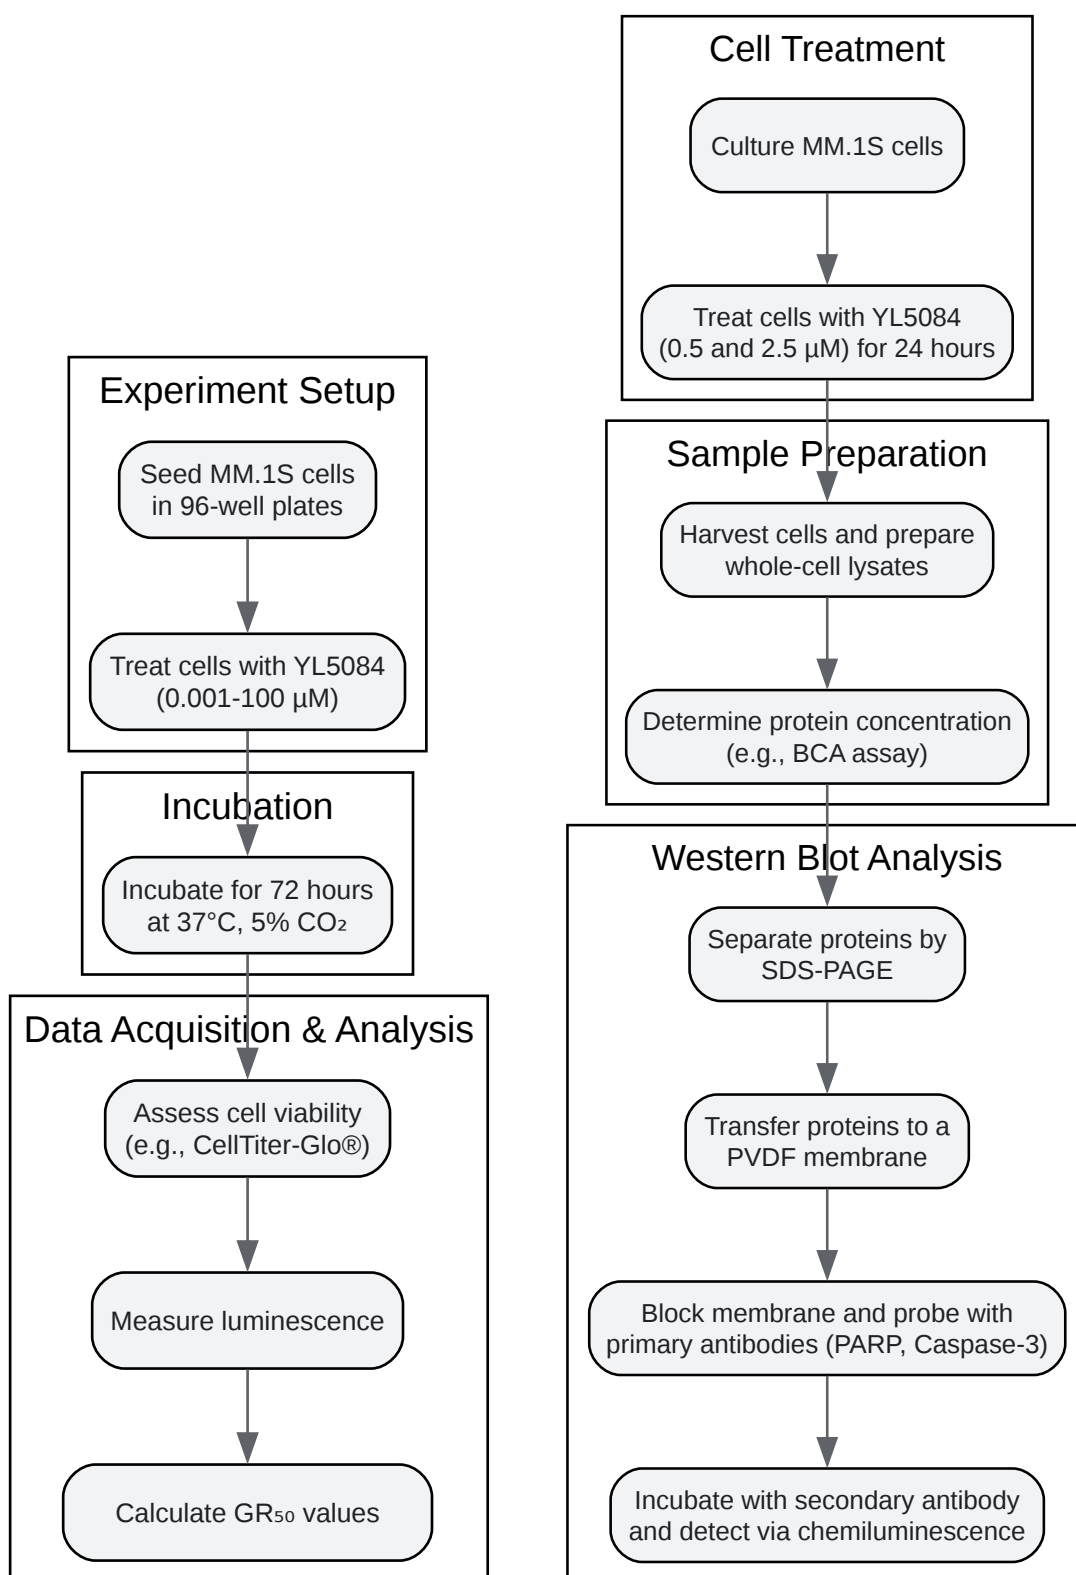 Experiment Setup
Seed MM.1S cells
in 96-well plates
Treat cells with YL5084
(0.001-100 µM)
Incubation
Incubate for 72 hours
at 37°C, 5% CO₂
Data Acquisition & Analysis
Assess cell viability
(e.g., CellTiter-Glo®)
Measure luminescence
Calculate GR₅₀ values
Cell Treatment
Culture MM.1S cells
Treat cells with YL5084
(0.5 and 2.5 µM) for 24 hours
Sample Preparation
Harvest cells and prepare
whole-cell lysates
Determine protein concentration
(e.g., BCA assay)
Western Blot Analysis
Separate proteins by
SDS-PAGE
Transfer proteins to a
PVDF membrane
Block membrane and probe with
primary antibodies (PARP, Caspase-3)
Incubate with secondary antibody
and detect via chemiluminescence